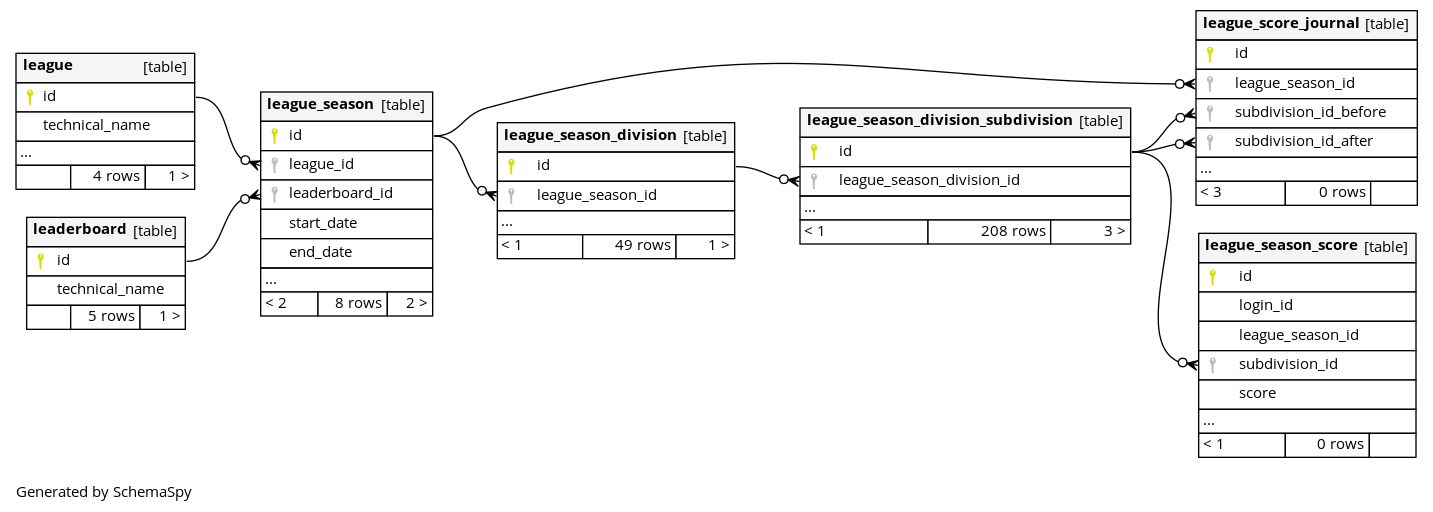 league [table]
id
technical_name
...
4 rows 1 >
leaderboard [table]
id
technical_name
5 rows 1 >
league_season [table]
id
league_id
leaderboard_id
start_date
end_date
...
< 2 8 rows 2 >
league_season_division [table]
id
league_season_id
...
< 1 49 rows 1 >
league_season_division_subdivision [table]
id
league_season_division_id
...
< 1 208 rows 3 >
league_score_journal [table]
id
league_season_id
subdivision_id_before
subdivision_id_after
...
< 3 0 rows
league_season_score [table]
id
login_id
league_season_id
subdivision_id
score
...
< 1 0 rows
Generated by SchemaSpy